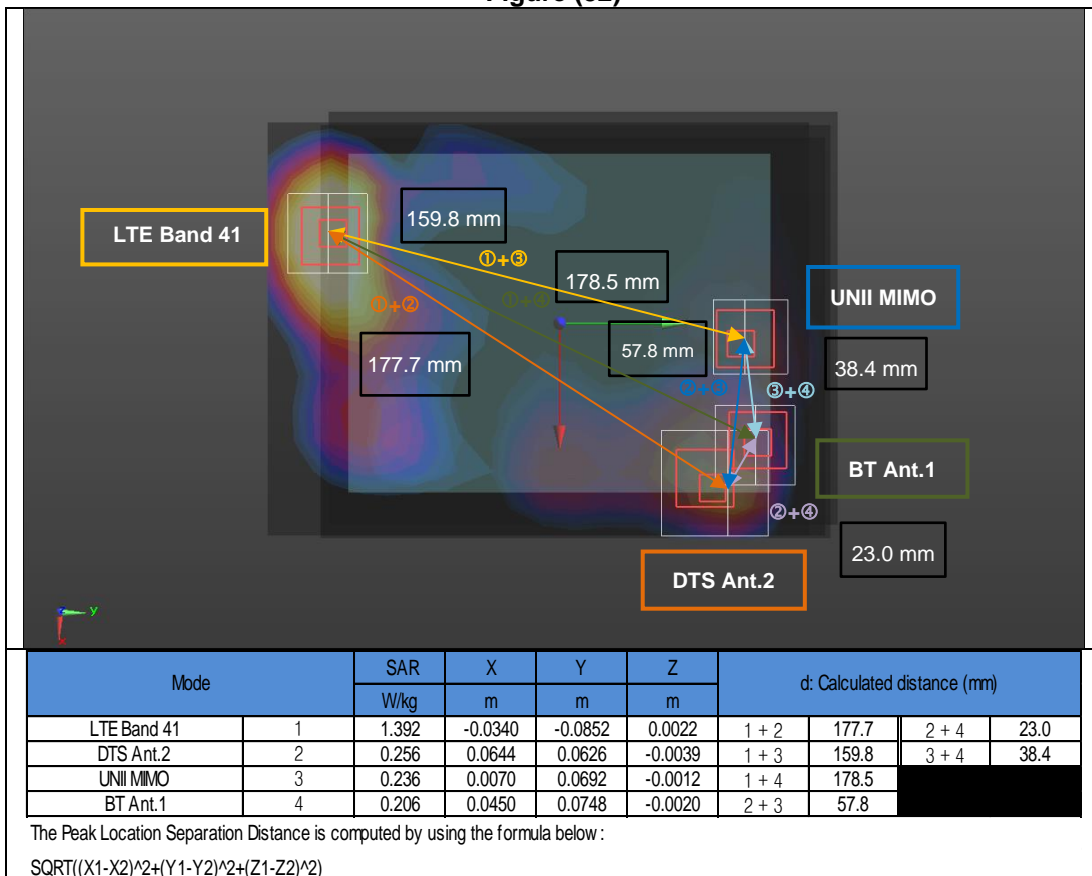 Figure (32)
LTE Band 41
159.8 mm
①+③
178.5 mm
①+④
①+②
UNII MIMO
57.8 mm
177.7 mm
38.4 mm
②+③
③+④
BT Ant.1
②+④
23.0 mm
DTS Ant.2
y
x
Mode SAR X Y Z d: Calculated distance (mm)
W/kg m m m
LTE Band 41 1 1.392 -0.0340 -0.0852 0.0022 1 + 2 177.7 2 + 4 23.0
DTS Ant.2 2 0.256 0.0644 0.0626 -0.0039 1 + 3 159.8 3 + 4 38.4
UNII MIMO 3 0.236 0.0070 0.0692 -0.0012 1 + 4 178.5
BT Ant.1 4 0.206 0.0450 0.0748 -0.0020 2 + 3 57.8
The Peak Location Separation Distance is computed by using the formula below :
SQRT((X1-X2)^2+(Y1-Y2)^2+(Z1-Z2)^2)